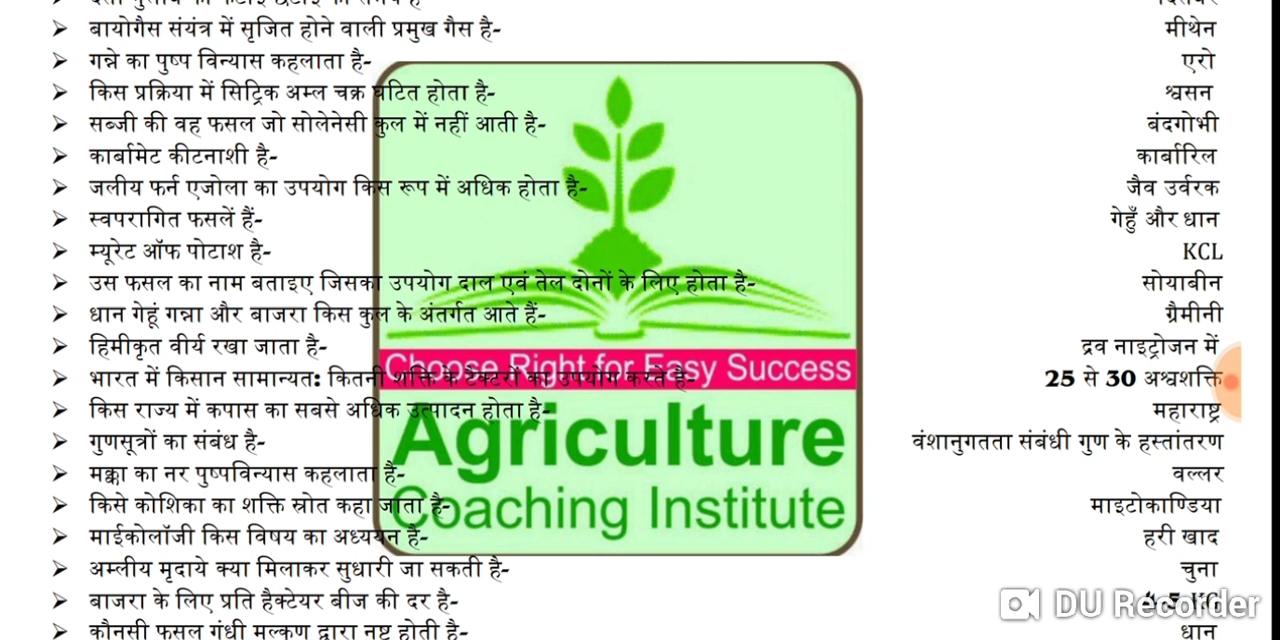 बायोगैस संयंत्र में सृजित होने वाली प्रमुख गैस है- मीथेन
गन्ने का पुष्प विन्यास कहलाता है- एरो
किस प्रक्रिया में सिट्रिक अम्ल चक्र घटित होता है- श्वसन
सब्जी की वह फसल जो सोलेनेसी कुल में नहीं आती है- बंदगोभी
कार्बामेट कीटनाशी है- कार्बारिल
जलीय फर्न एजोला का उपयोग किस रूप में अधिक होता है- जैव उर्वरक
स्वपरागित फसलें हैं- गेहुँ और धान
म्यूरेट ऑफ पोटाश है- KCL
उस फसल का नाम बताइए जिसका उपयोग दाल एवं तेल दोनों के लिए होता है- सोयाबीन
धान गेहूं गन्ना और बाजरा किस कुल के अंतर्गत आते हैं- ग्रैमीनी
हिमीकृत वीर्य रखा जाता है- द्रव नाइट्रोजन में
Choose Right for Easy Success
भारत में किसान सामान्यत: कितनी शक्ति के टैक्टरों का उपयोग करते है- 25 से 30 अश्वशक्ति
किस राज्य में कपास का सबसे अधिक उत्पादन होता है- महाराष्ट्र
Agriculture
गुणसूत्रों का संबंध है- वंशानुगतता संबंधी गुण के हस्तांतरण
मक्का का नर पुष्पविन्यास कहलाता है- वल्लर
किसे कोशिका का शक्ति स्रोत कहा जाता है- माइटोकाण्डिया
Coaching Institute
माईकोलॉजी किस विषय का अध्ययन है- हरी खाद
अम्लीय मृदाये क्या मिलाकर सुधारी जा सकती है- चुना
बाजरा के लिए प्रति हैक्टेयर बीज की दर है-
DU Recorder
कौनसी फसल गंधी मत्कण द्वारा नष्ट होती है- धान